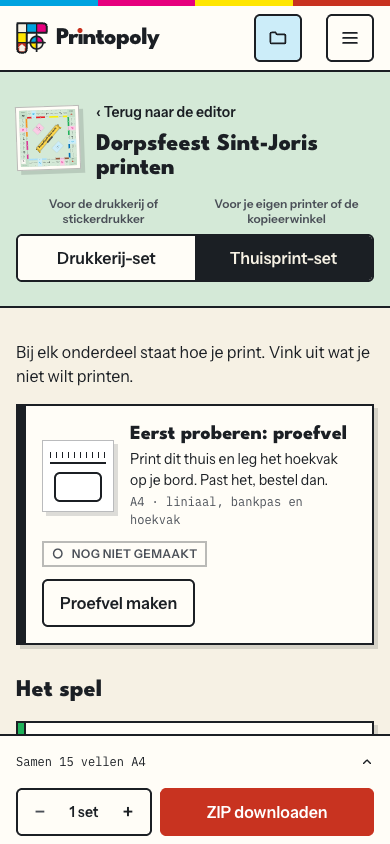 Printopoly
‹ Terug naar de editor
Dorpsfeest Sint-Joris
printen
Voor de drukkerij of
stickerdrukker
Voor je eigen printer of de
kopieerwinkel
Drukkerij-set
Thuisprint-set
Bij elk onderdeel staat hoe je print. Vink uit wat je
niet wilt printen.
Eerst proberen: proefvel
Print dit thuis en leg het hoekvak
op je bord. Past het, bestel dan.
A4 · liniaal, bankpas en
hoekvak
NOG NIET GEMAAKT
Proefvel maken
Het spel
Samen 15 vellen A4
− 1 set +
ZIP downloaden